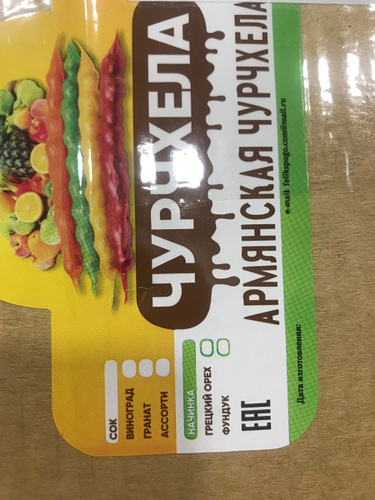 ЧУРЧХЕЛА
АРМЯНСКАЯ ЧУРЧХЕЛА
e-mail: felikspogo.com@mail.ru
СОК
ВИНОГРАД
ГРАНАТ
АССОРТИ
НАЧИНКА
ГРЕЦКИЙ ОРЕХ
ФУНДУК
ЕАС
Дата изготовления: